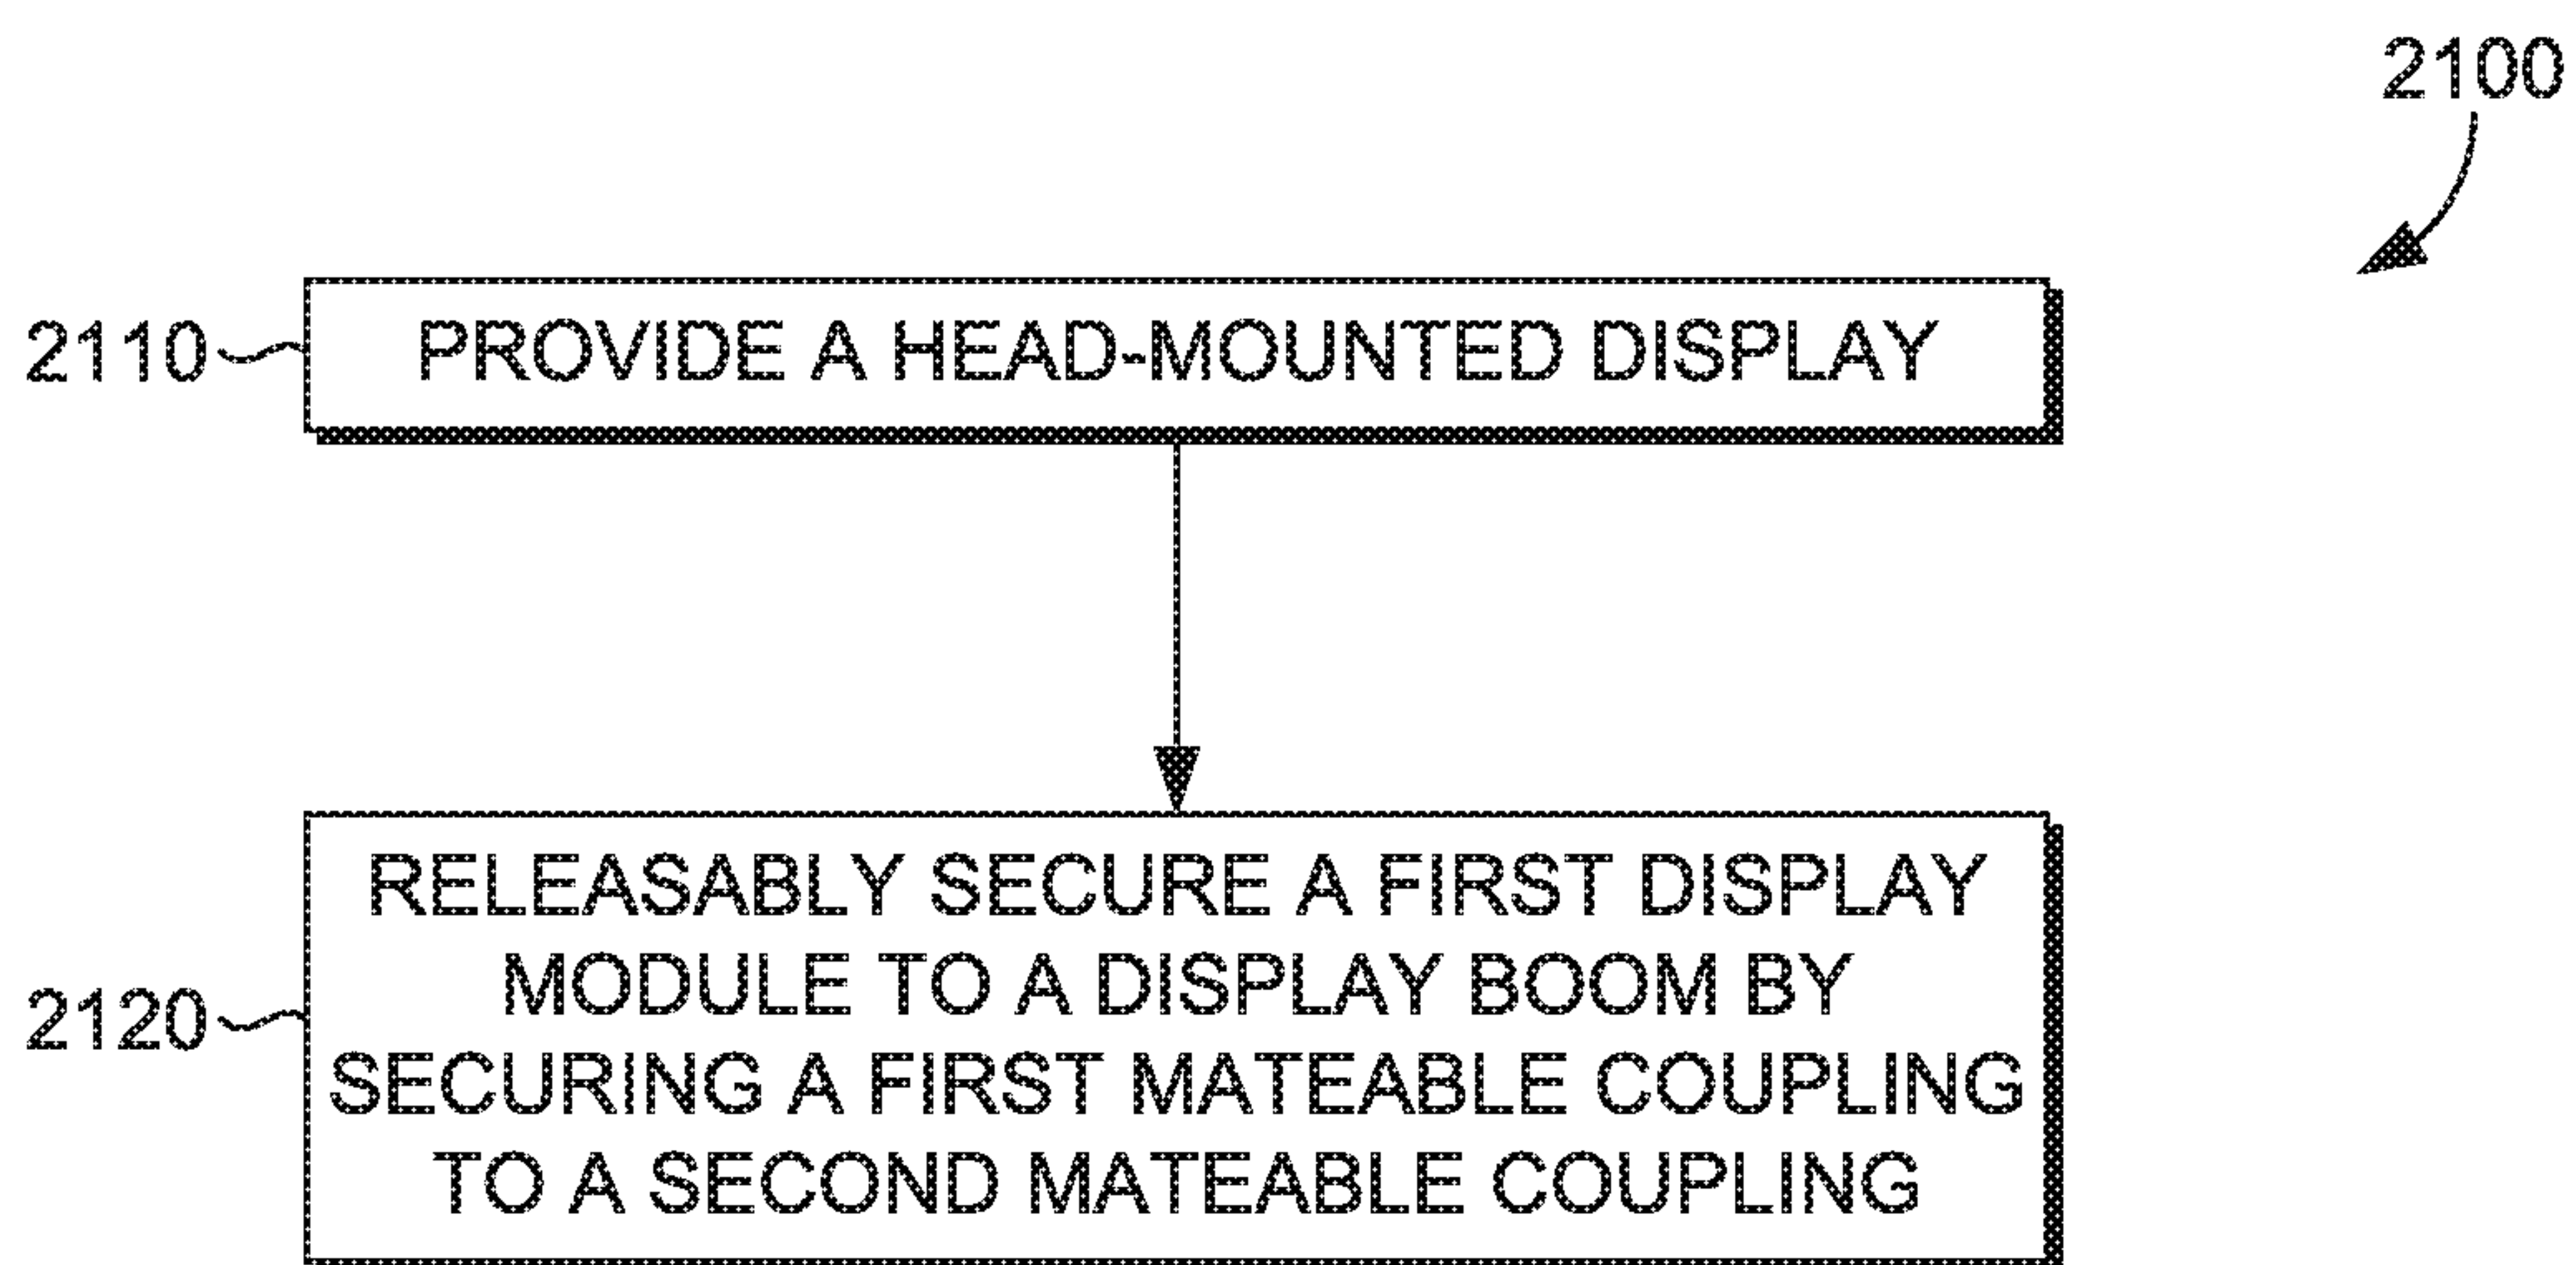 2100
2110
PROVIDE A HEAD-MOUNTED DISPLAY
2120
RELEASABLY SECURE A FIRST DISPLAY
MODULE TO A DISPLAY BOOM BY
SECURING A FIRST MATEABLE COUPLING
TO A SECOND MATEABLE COUPLING